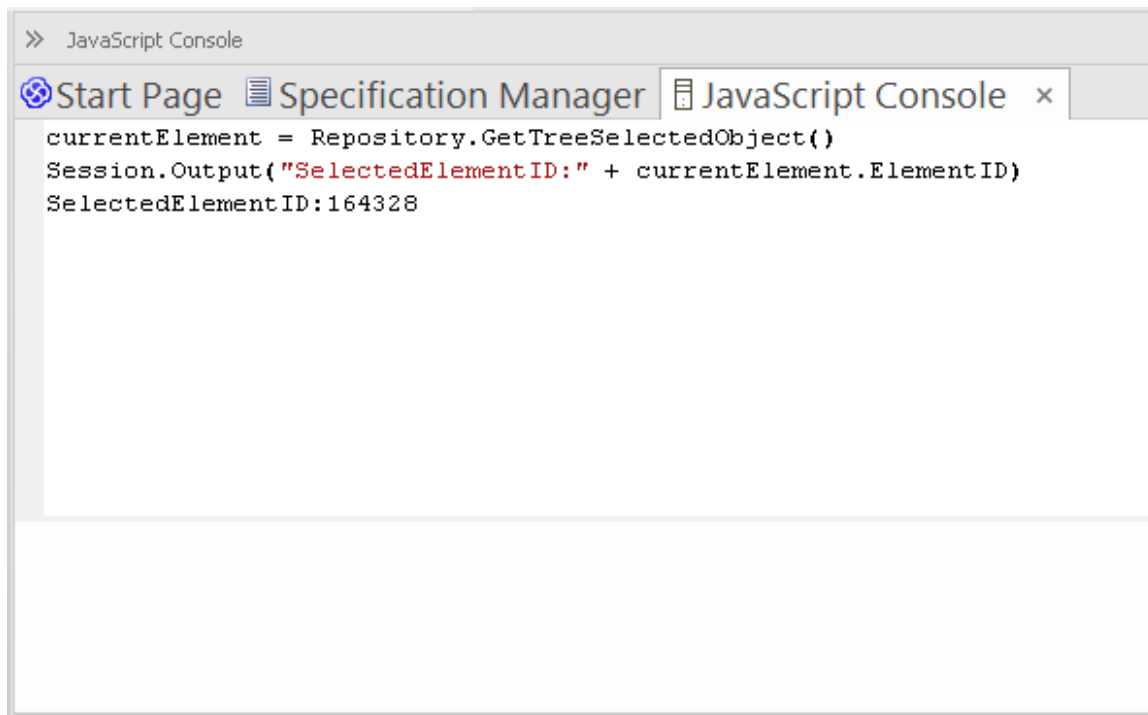 JavaScript Console
Start Page Specification Manager JavaScript Console
currentElement = Repository.GetTreeSelectedObject()
Session.Output("SelectedElementID:" + currentElement.ElementID)
SelectedElementID:164328